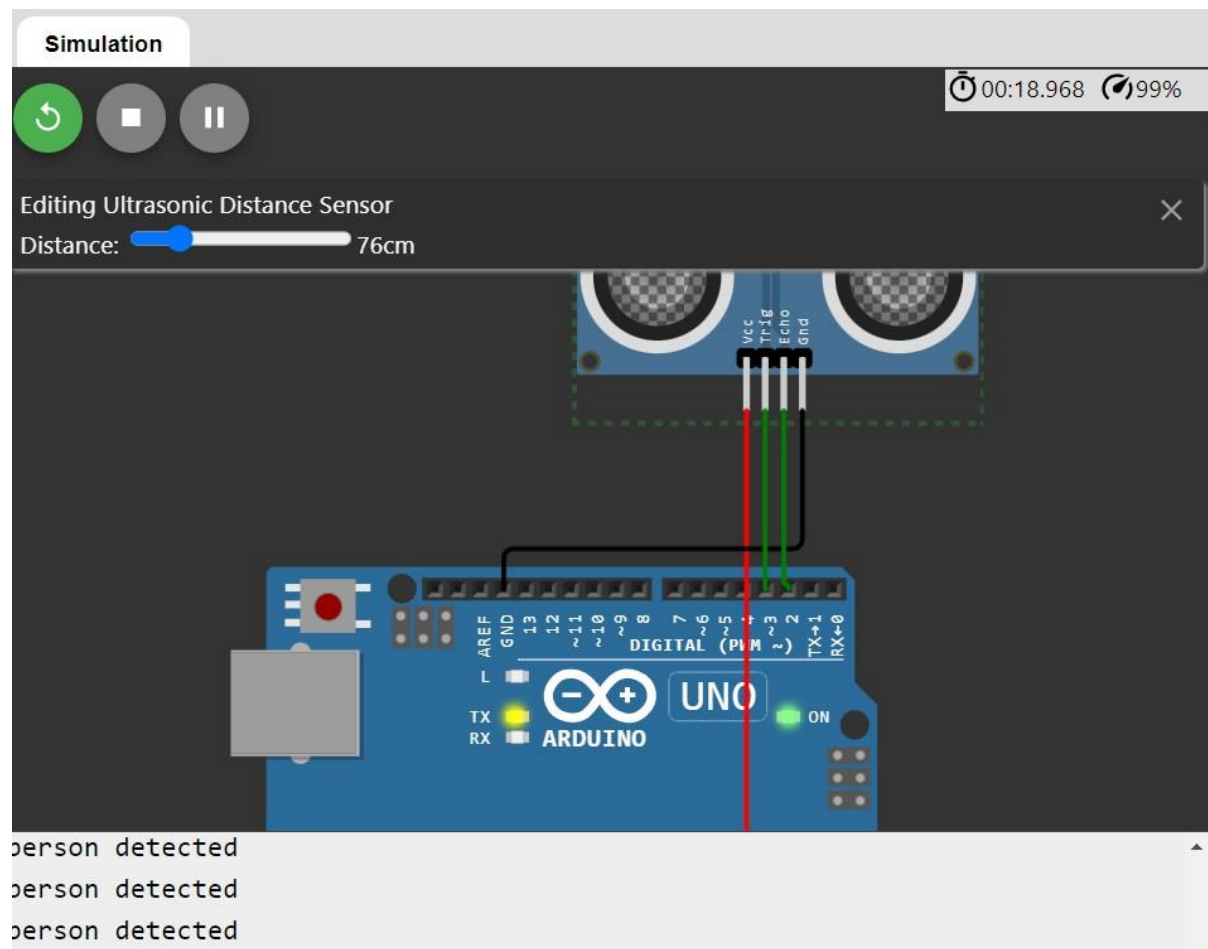 Simulation
00:18.968 99%
Editing Ultrasonic Distance Sensor
Distance: 76cm
Vcc
Trig
Echo
Gnd
AREF
GND
13
12
~11
~10
~9
8
7
~6
~5
4
~3
2
TX→1
RX←0
DIGITAL (PWM ~)
L
TX
RX
ARDUINO
UNO
ON
person detected
person detected
person detected